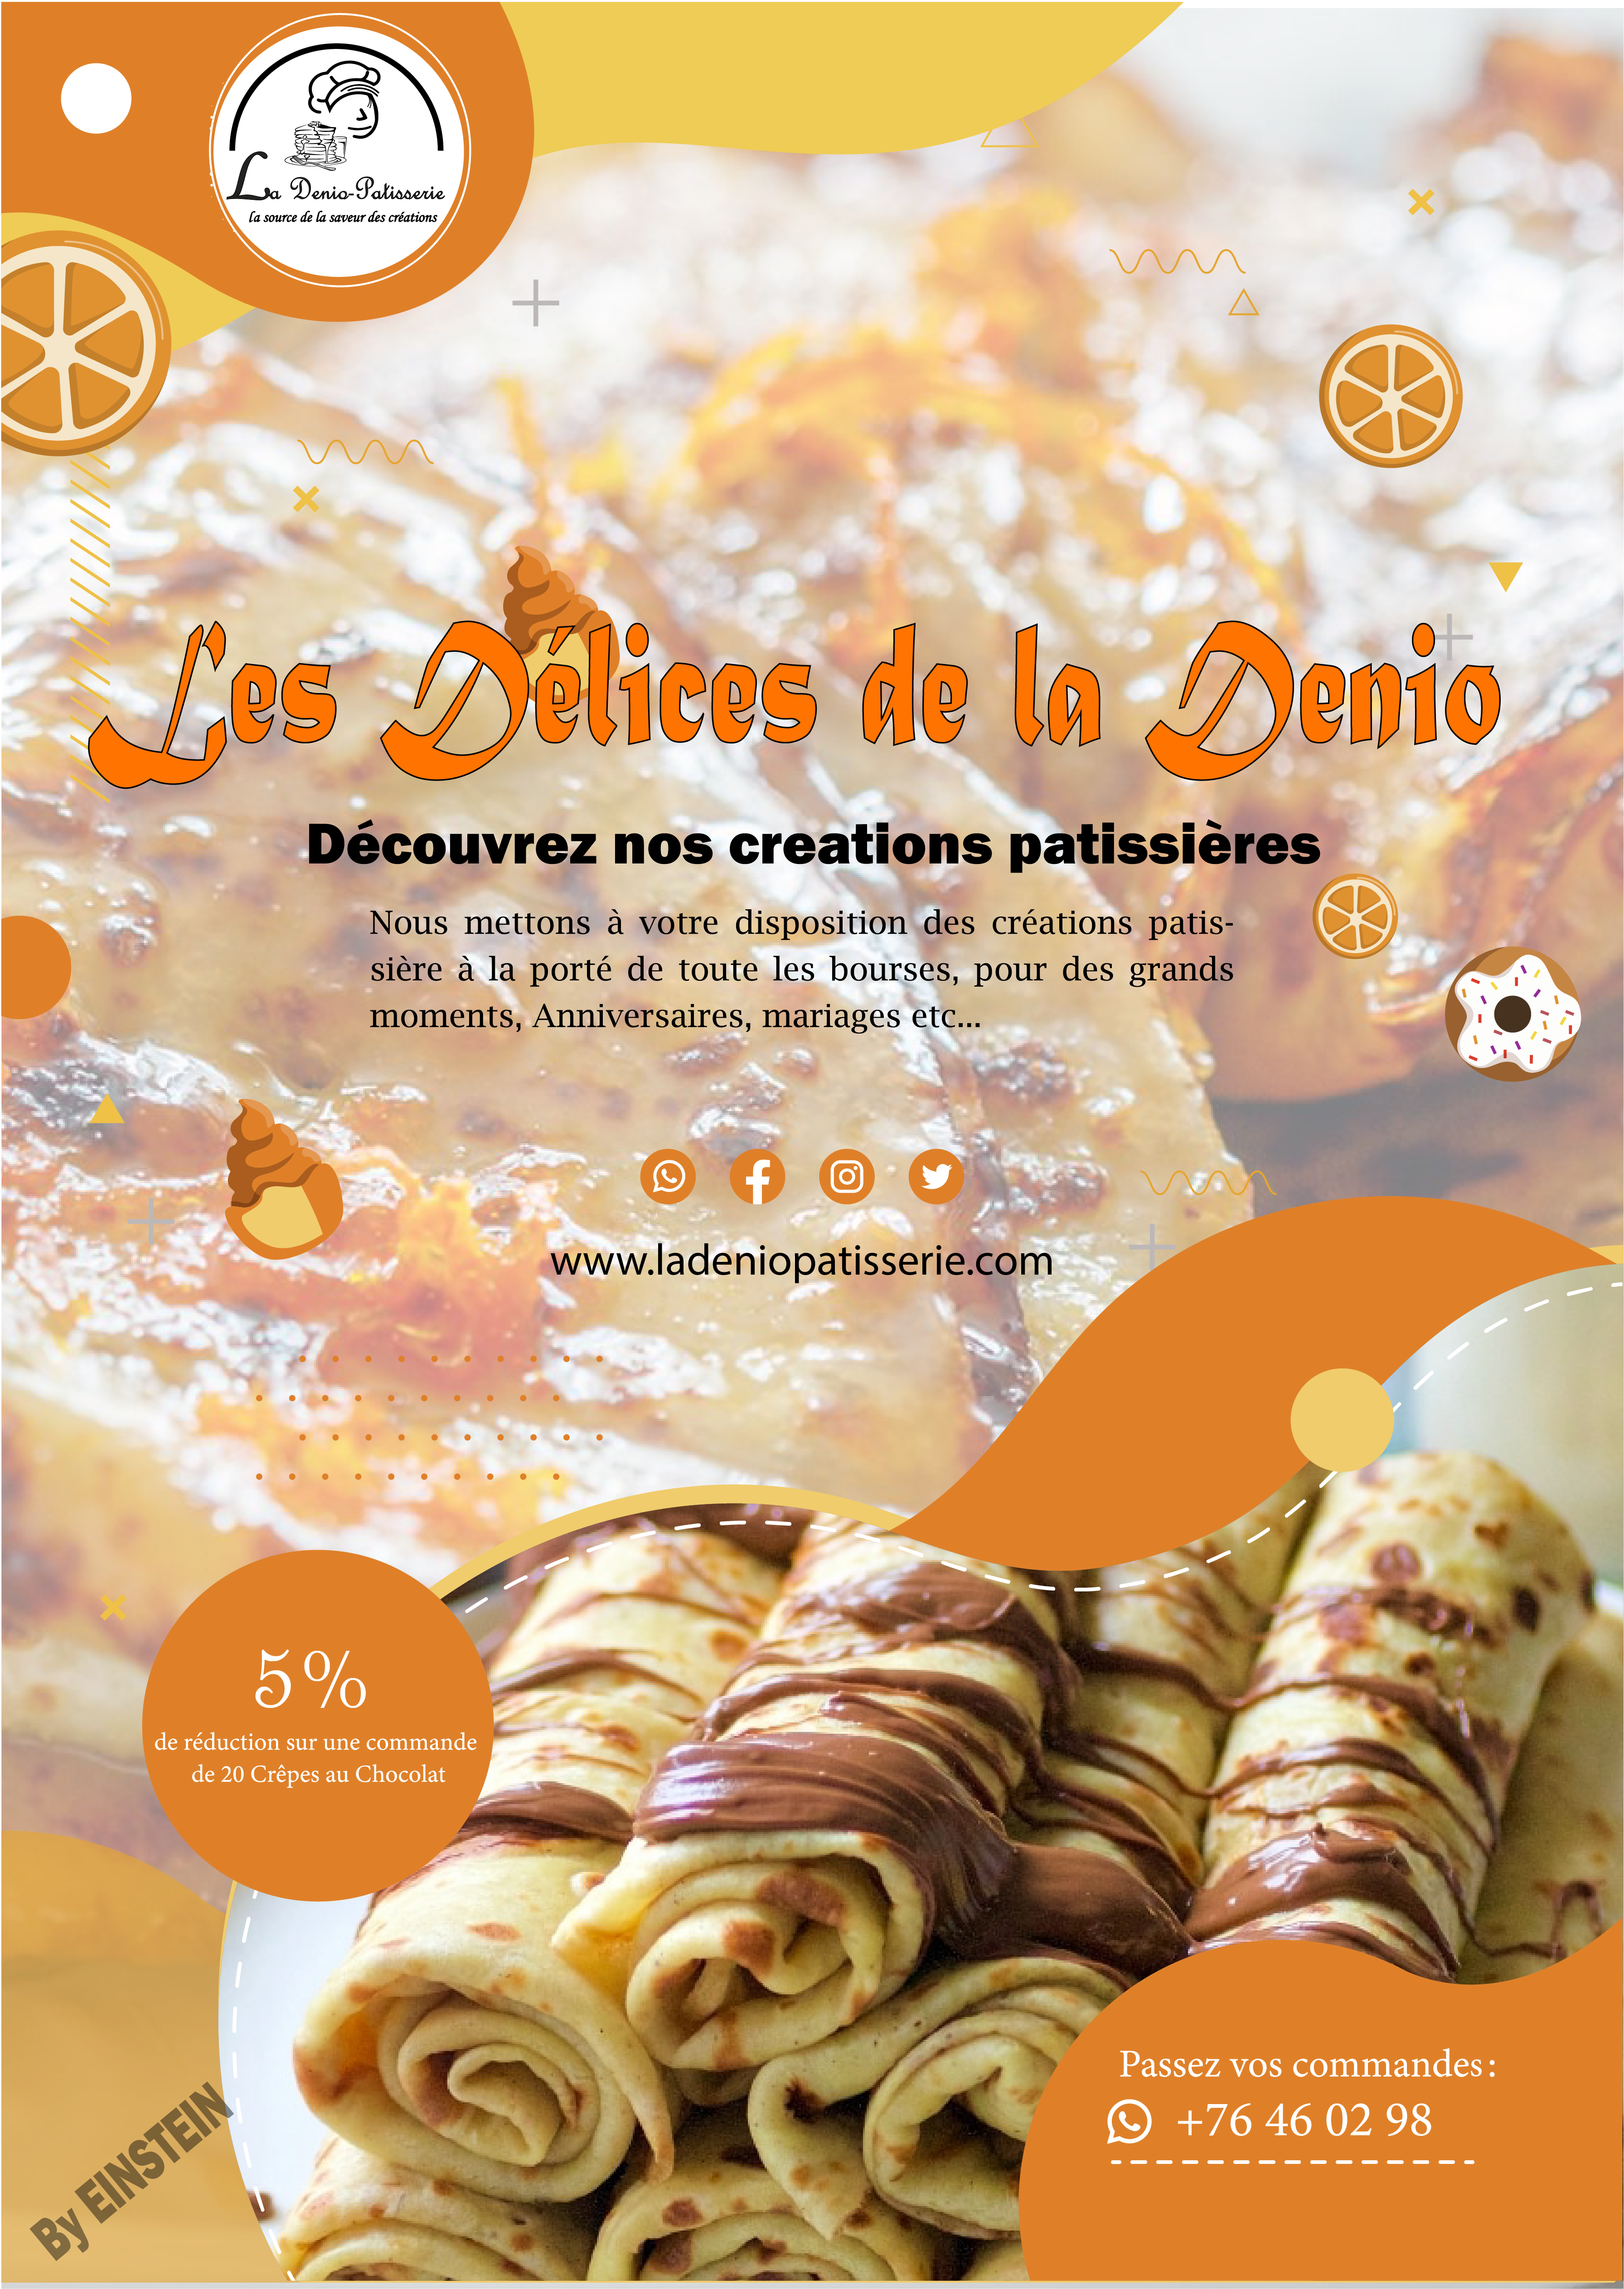 La Denio-Patisserie
la source de la saveur des créations
Les Délices de la Denio
Découvrez nos creations patissières
Nous mettons à votre disposition des créations patis-
sière à la porté de toute les bourses, pour des grands
moments, Anniversaires, mariages etc...
www.ladeniopatisserie.com
5%
de réduction sur une commande
de 20 Crêpes au Chocolat
Passez vos commandes:
+76 46 02 98
By EINSTEIN